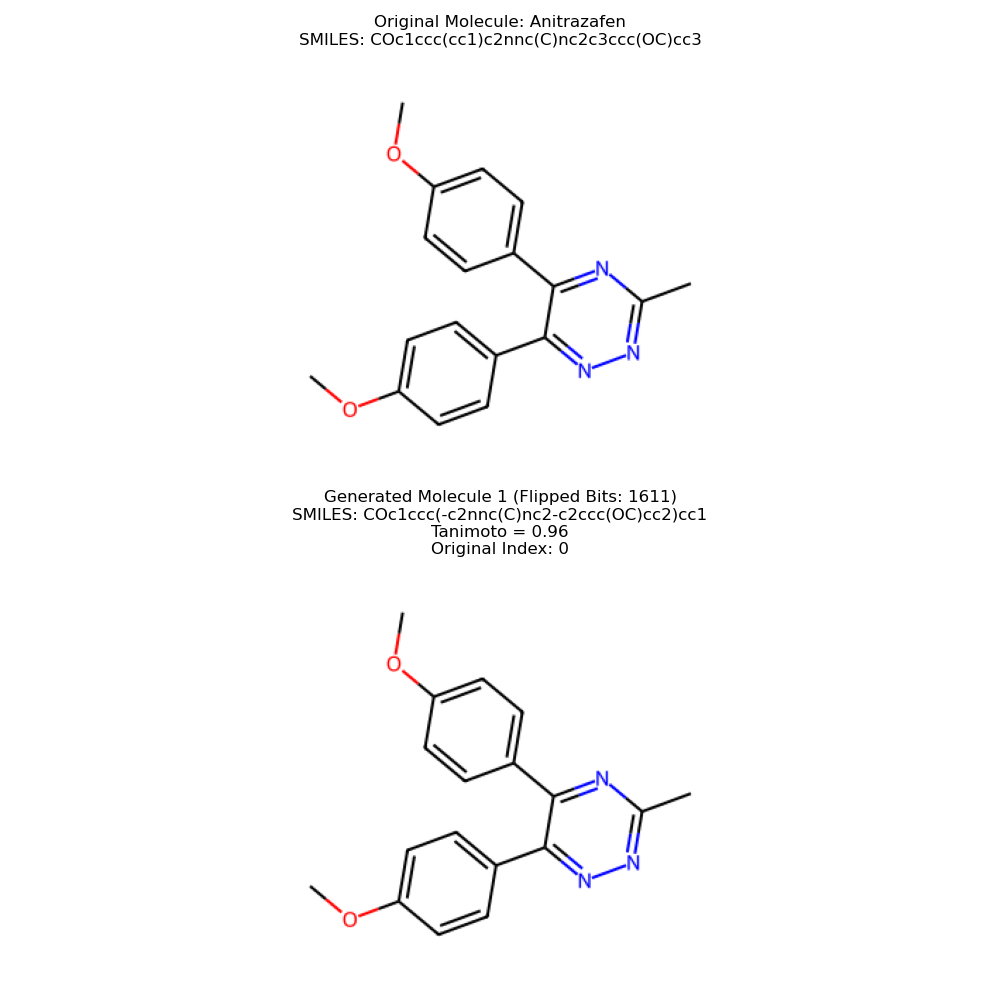 Original Molecule: Anitrazafen
SMILES: COc1ccc(cc1)c2nnc(C)nc2c3ccc(OC)cc3
O
N
N
N
O
Generated Molecule 1 (Flipped Bits: 1611)
SMILES: COc1ccc(-c2nnc(C)nc2-c2ccc(OC)cc2)cc1
Tanimoto = 0.96
Original Index: 0
O
N
N
N
O